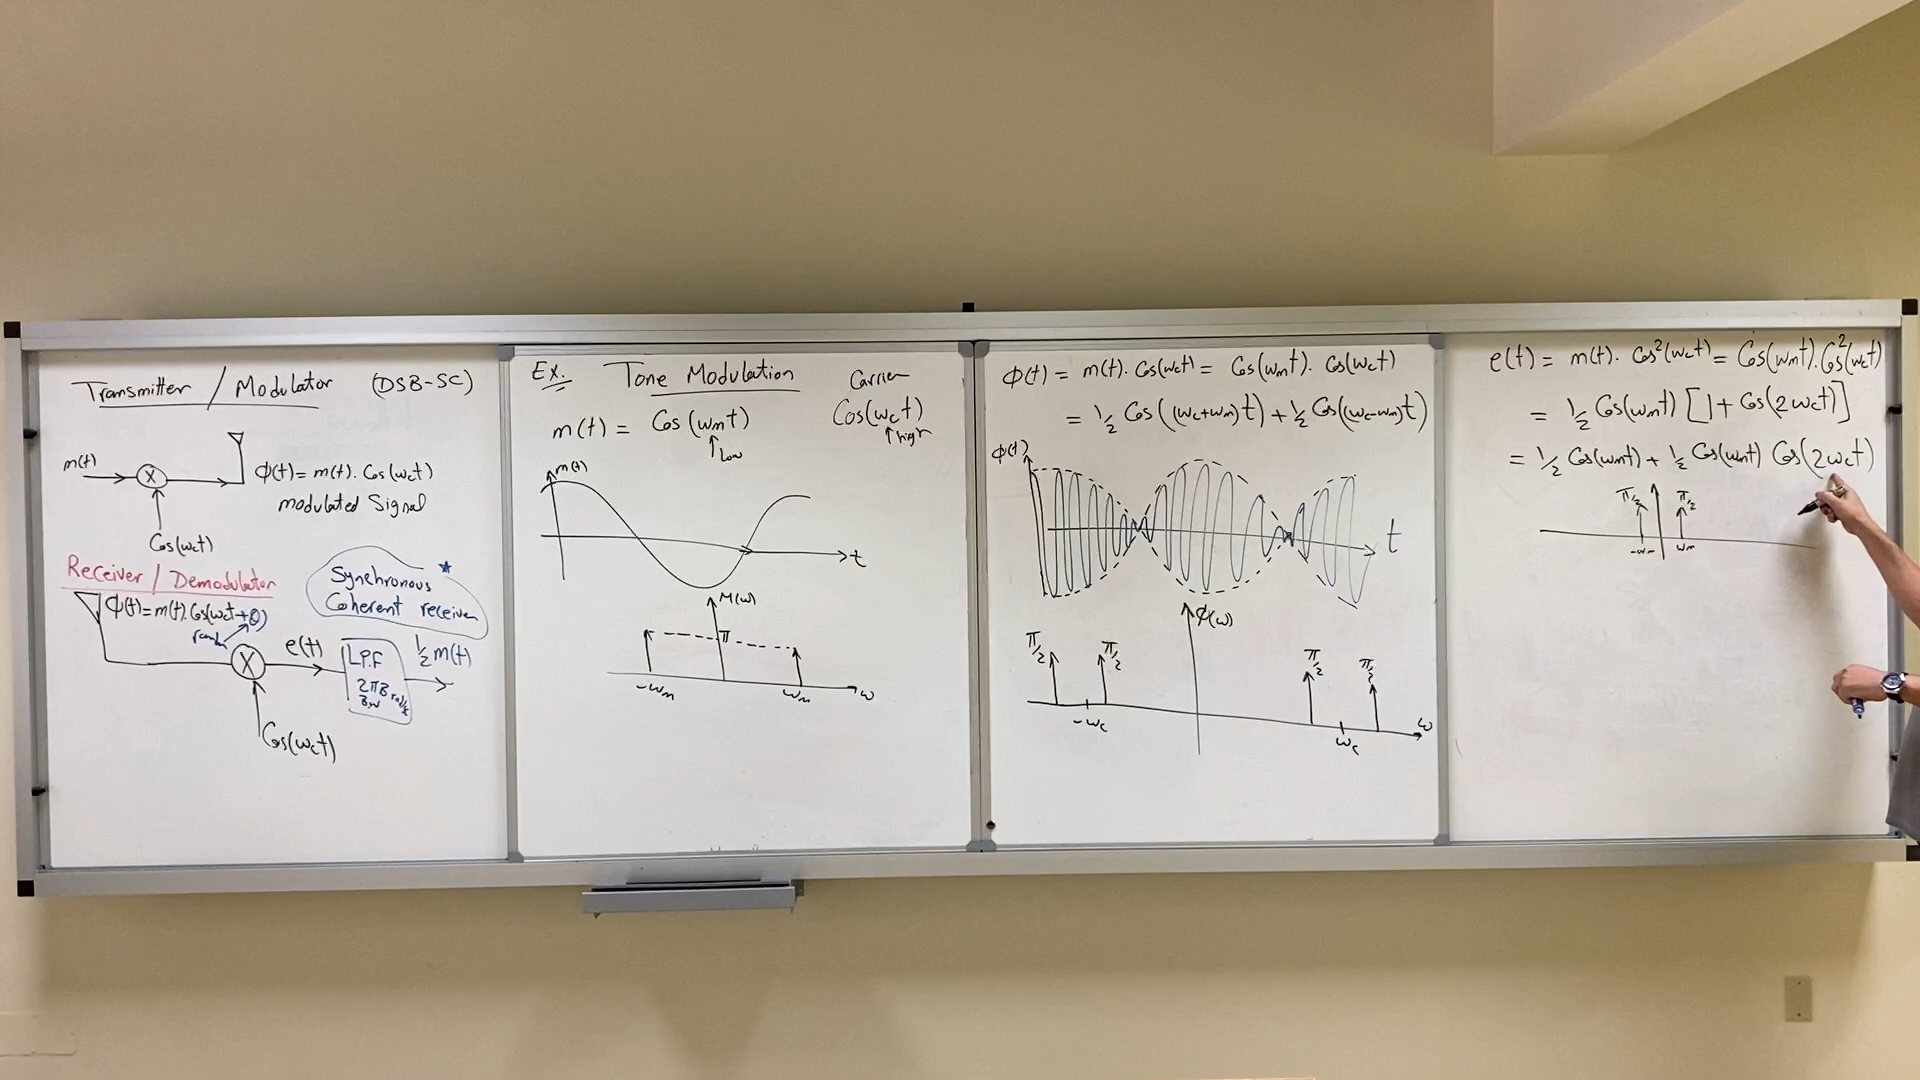 Transmitter / Modulator (DSB-SC)
m(t)
X
ϕ(t) = m(t). Cos(ωct)
modulated Signal
Cos(ωct)
Receiver / Demodulator
Synchronous *
Coherent receiver
ϕ(t)=m(t).Cos(ωct+θ)
X
e(t)
L.P.F
2πB rad/s
B.W
½ m(t)
Cos(ωct)
Ex. Tone Modulation
Carrier
m(t) = Cos(ωmt)
↑Low
Cos(ωct)
↑high
m(t)
t
M(ω)
π
-ωm
ωm
ω
ϕ(t) = m(t). Cos(ωct) = Cos(ωmt). Cos(ωct)
= ½ Cos((ωc+ωm)t) + ½ Cos((ωc-ωm)t)
ϕ(t)
t
ϕ(ω)
π/2 π/2 π/2 π/2
-ωc ωc ω
e(t) = m(t). Cos²(ωct) = Cos(ωmt). Cos²(ωct)
= ½ Cos(ωmt) [1 + Cos(2ωct)]
= ½ Cos(ωmt) + ½ Cos(ωmt) Cos(2ωct)
π/2 π/2
-ωm ωm